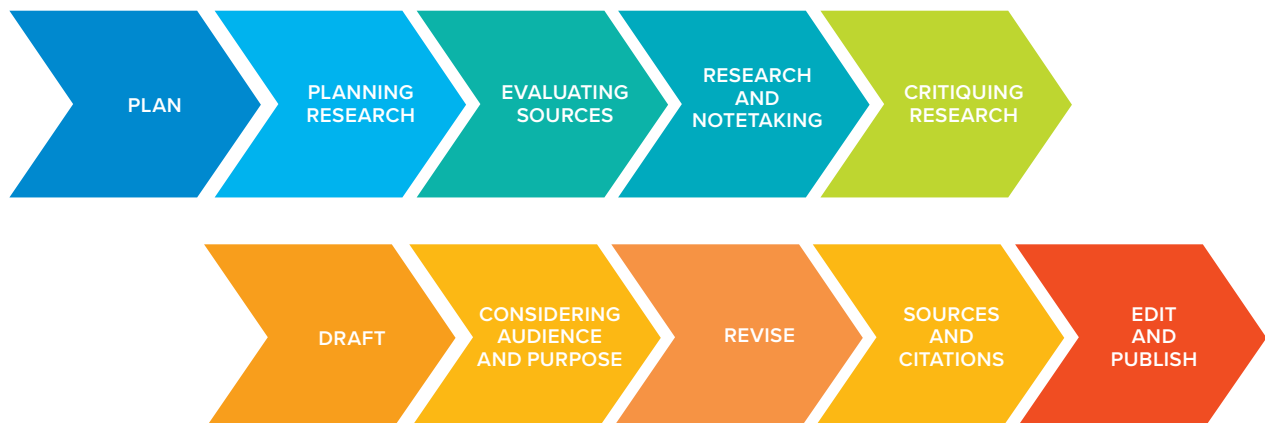 PLAN
PLANNING
RESEARCH
EVALUATING
SOURCES
RESEARCH
AND
NOTETAKING
CRITIQUING
RESEARCH
DRAFT
CONSIDERING
AUDIENCE
AND PURPOSE
REVISE
SOURCES
AND
CITATIONS
EDIT
AND
PUBLISH